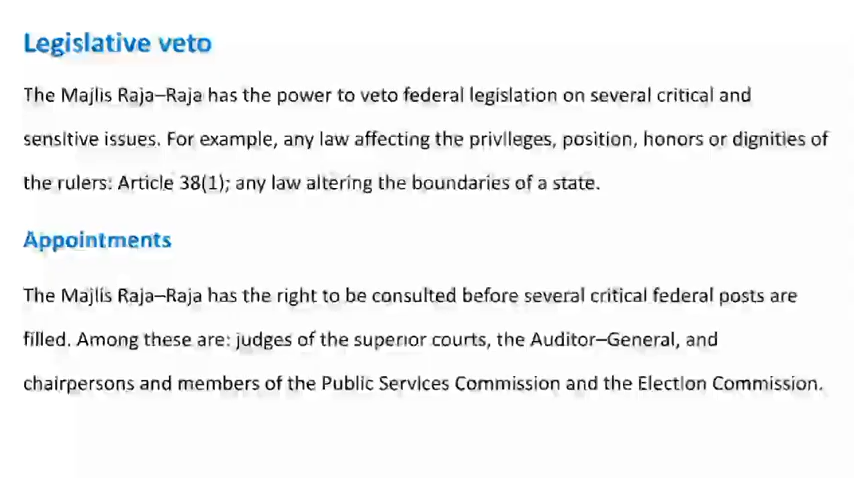 Legislative veto
The Majlis Raja–Raja has the power to veto federal legislation on several critical and
sensitive issues. For example, any law affecting the privileges, position, honors or dignities of
the rulers: Article 38(1); any law altering the boundaries of a state.
Appointments
The Majlis Raja–Raja has the right to be consulted before several critical federal posts are
filled. Among these are: judges of the superior courts, the Auditor–General, and
chairpersons and members of the Public Services Commission and the Election Commission.